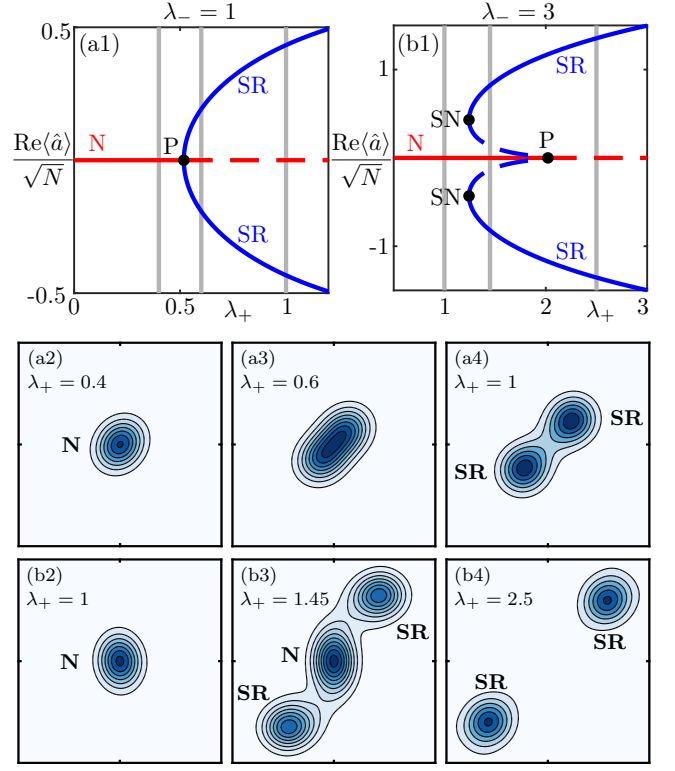 λ₋ = 1
λ₋ = 3
0.5
(a1)
SR
Re⟨â⟩/√N
N
P
SR
-0.5
0
0.5
λ₊
1
(b1)
1
SR
SN
Re⟨â⟩/√N
N
P
SN
SR
-1
1
2
λ₊
3
(a2)
λ₊ = 0.4
N
(a3)
λ₊ = 0.6
(a4)
λ₊ = 1
SR
SR
(b2)
λ₊ = 1
N
(b3)
λ₊ = 1.45
SR
N
SR
(b4)
λ₊ = 2.5
SR
SR